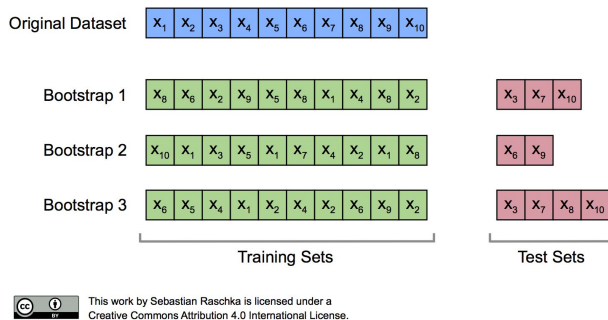 Original Dataset X1 X2 X3 X4 X5 X6 X7 X8 X9 X10
Bootstrap 1 X8 X6 X2 X9 X5 X8 X1 X4 X8 X2 X3 X7 X10
Bootstrap 2 X10 X1 X3 X5 X1 X7 X4 X2 X1 X8 X6 X9
Bootstrap 3 X6 X5 X4 X1 X2 X4 X2 X6 X9 X2 X3 X7 X8 X10
Training Sets Test Sets
cc BY This work by Sebastian Raschka is licensed under a
Creative Commons Attribution 4.0 International License.